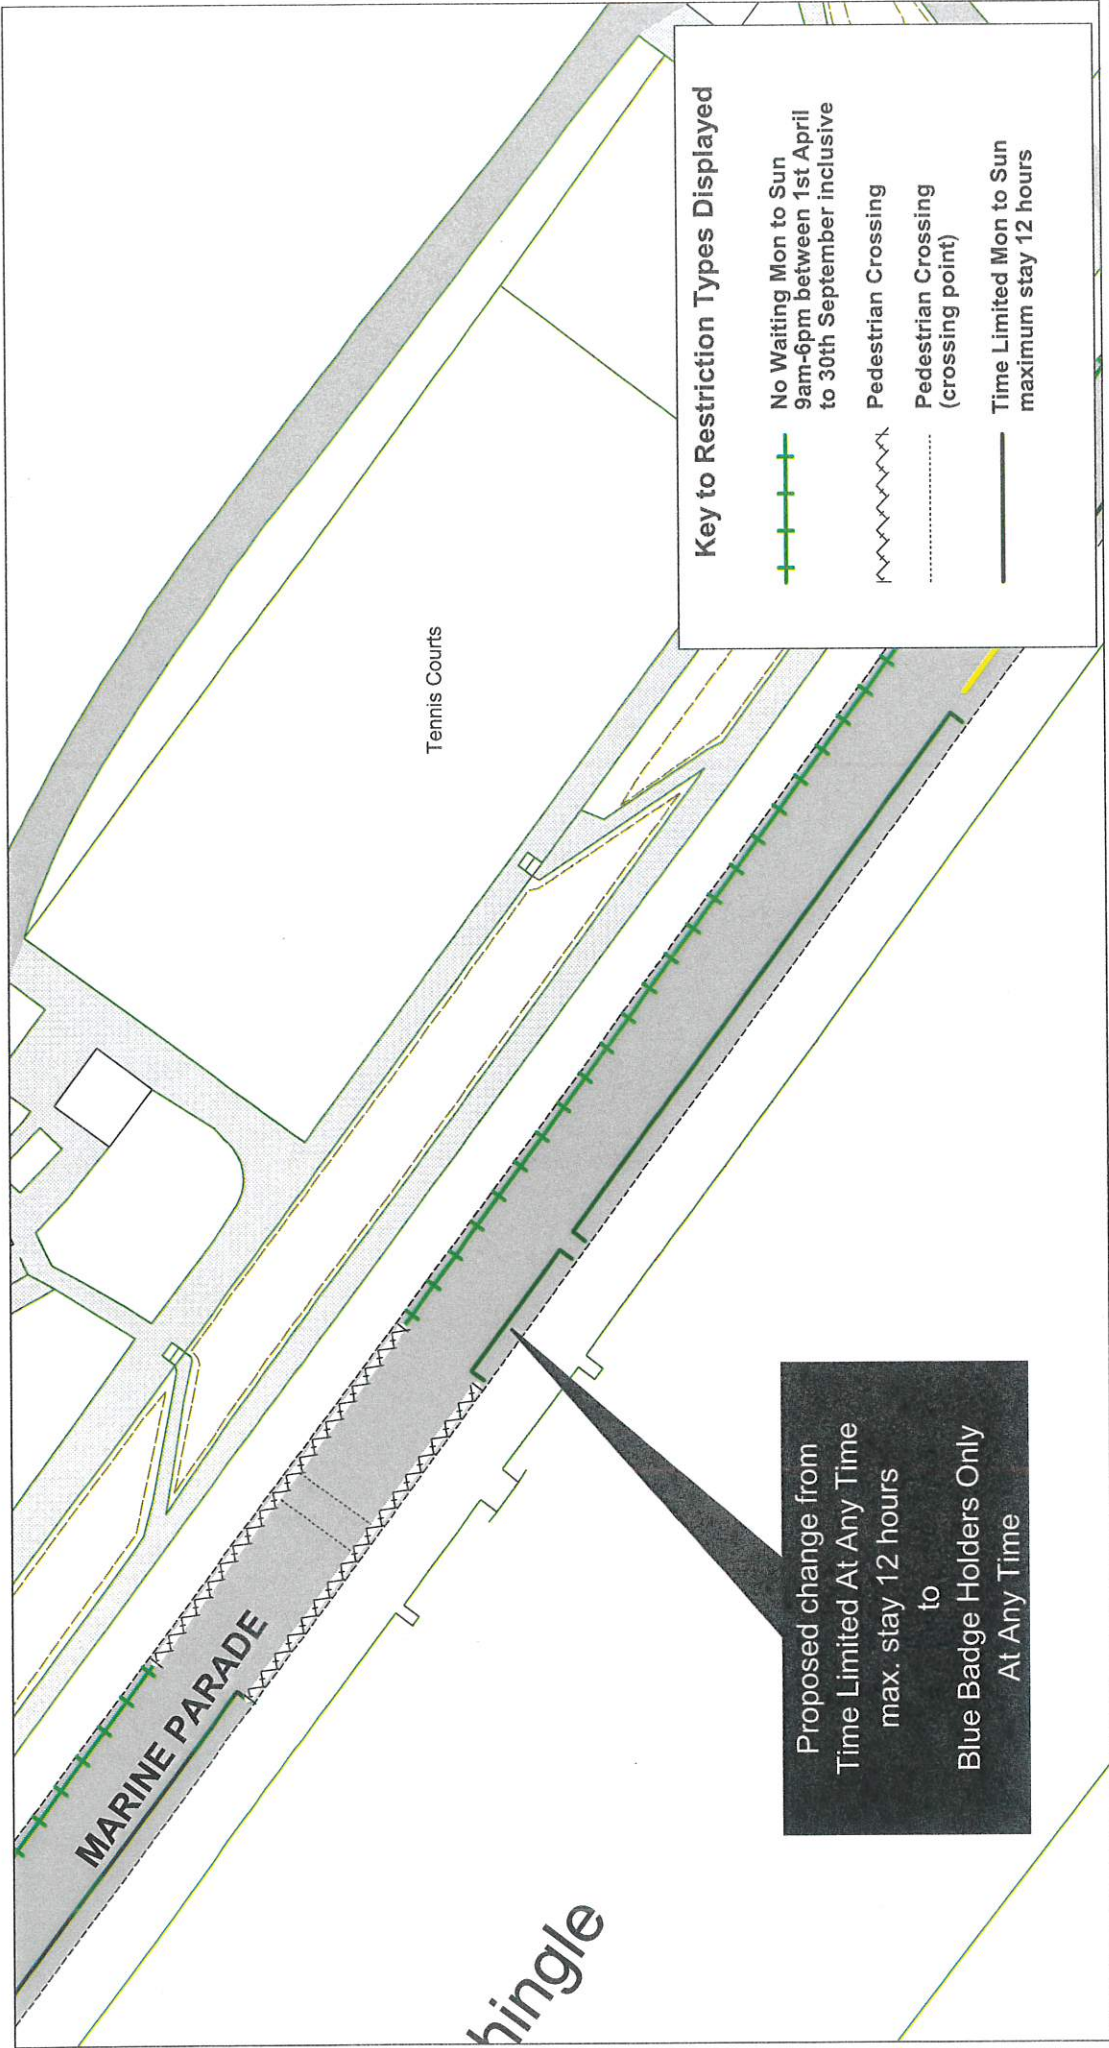 Key to Restriction Types Displayed
No Waiting Mon to Sun
9am-6pm between 1st April
to 30th September inclusive
Pedestrian Crossing
Pedestrian Crossing
(crossing point)
Time Limited Mon to Sun
maximum stay 12 hours
Tennis Courts
MARINE PARADE
hingle
Proposed change from
Time Limited At Any Time
max. stay 12 hours
to
Blue Badge Holders Only
At Any Time